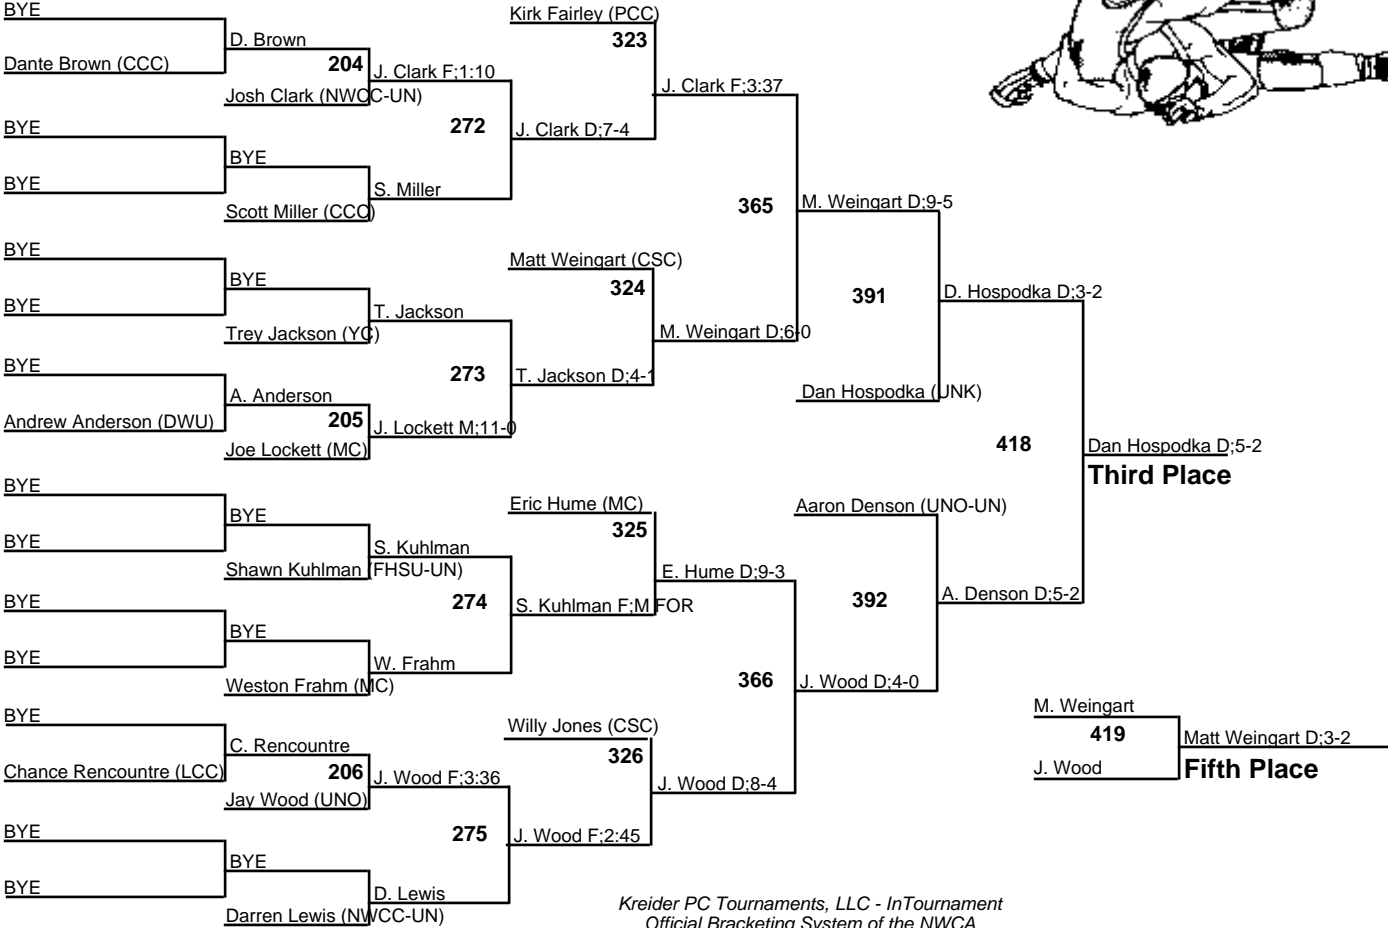 BYE
Dante Brown (CCC)
D. Brown
204
Josh Clark (NWCC-UN)
J. Clark F;1:10
BYE
BYE
BYE
Scott Miller (CCC)
S. Miller
272
J. Clark D;7-4
Kirk Fairley (PCC)
323
J. Clark F;3:37
BYE
BYE
BYE
Trey Jackson (YC)
T. Jackson
BYE
Andrew Anderson (DWU)
A. Anderson
205
Joe Lockett (MC)
J. Lockett M;11-0
273
T. Jackson D;4-1
Matt Weingart (CSC)
324
M. Weingart D;6-0
365
M. Weingart D;9-5
391
Dan Hospodka (UNK)
D. Hospodka D;3-2
BYE
BYE
BYE
Shawn Kuhlman (FHSU-UN)
S. Kuhlman
BYE
BYE
BYE
Weston Frahm (MC)
W. Frahm
274
S. Kuhlman F;M FOR
Eric Hume (MC)
325
E. Hume D;9-3
BYE
Chance Rencountre (LCC)
C. Rencountre
206
Jay Wood (UNO)
J. Wood F;3:36
BYE
BYE
BYE
Darren Lewis (NWCC-UN)
D. Lewis
275
J. Wood F;2:45
Willy Jones (CSC)
326
J. Wood D;8-4
366
J. Wood D;4-0
Aaron Denson (UNO-UN)
392
A. Denson D;5-2
418
Dan Hospodka D;5-2
Third Place
M. Weingart
419
J. Wood
Matt Weingart D;3-2
Fifth Place
Kreider PC Tournaments, LLC - InTournament
Official Bracketing System of the NWCA